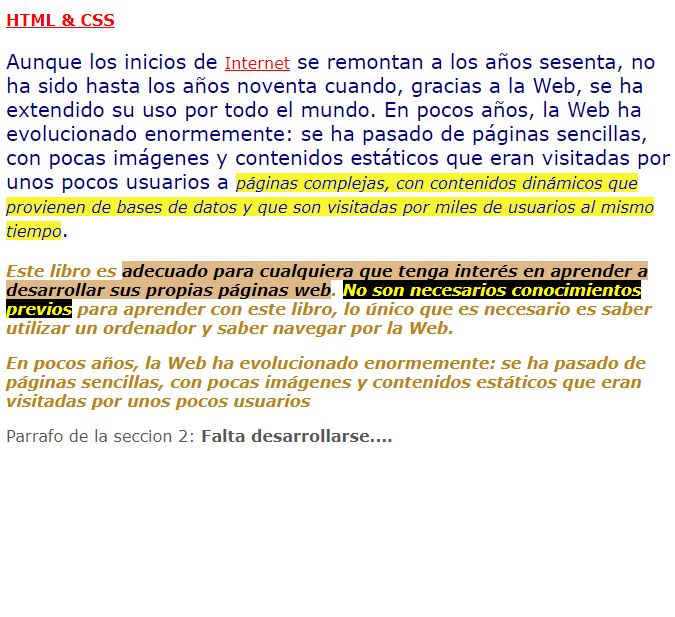 HTML & CSS
Aunque los inicios de Internet se remontan a los años sesenta, no
ha sido hasta los años noventa cuando, gracias a la Web, se ha
extendido su uso por todo el mundo. En pocos años, la Web ha
evolucionado enormemente: se ha pasado de páginas sencillas,
con pocas imágenes y contenidos estáticos que eran visitadas por
unos pocos usuarios a páginas complejas, con contenidos dinámicos que
provienen de bases de datos y que son visitadas por miles de usuarios al mismo
tiempo.
Este libro es adecuado para cualquiera que tenga interés en aprender a
desarrollar sus propias páginas web. No son necesarios conocimientos
previos para aprender con este libro, lo único que es necesario es saber
utilizar un ordenador y saber navegar por la Web.
En pocos años, la Web ha evolucionado enormemente: se ha pasado de
páginas sencillas, con pocas imágenes y contenidos estáticos que eran
visitadas por unos pocos usuarios
Parrafo de la seccion 2: Falta desarrollarse....